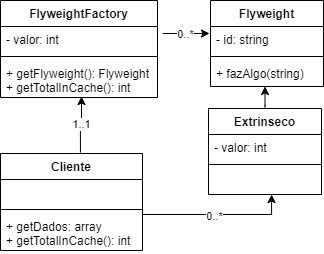 FlyweightFactory
- valor: int
+ getFlyweight(): Flyweight
+ getTotalInCache(): int
0..*
Flyweight
- id: string
+ fazAlgo(string)
1..1
Extrinseco
- valor: int
Cliente
+ getDados: array
+ getTotalInCache(): int
0..*